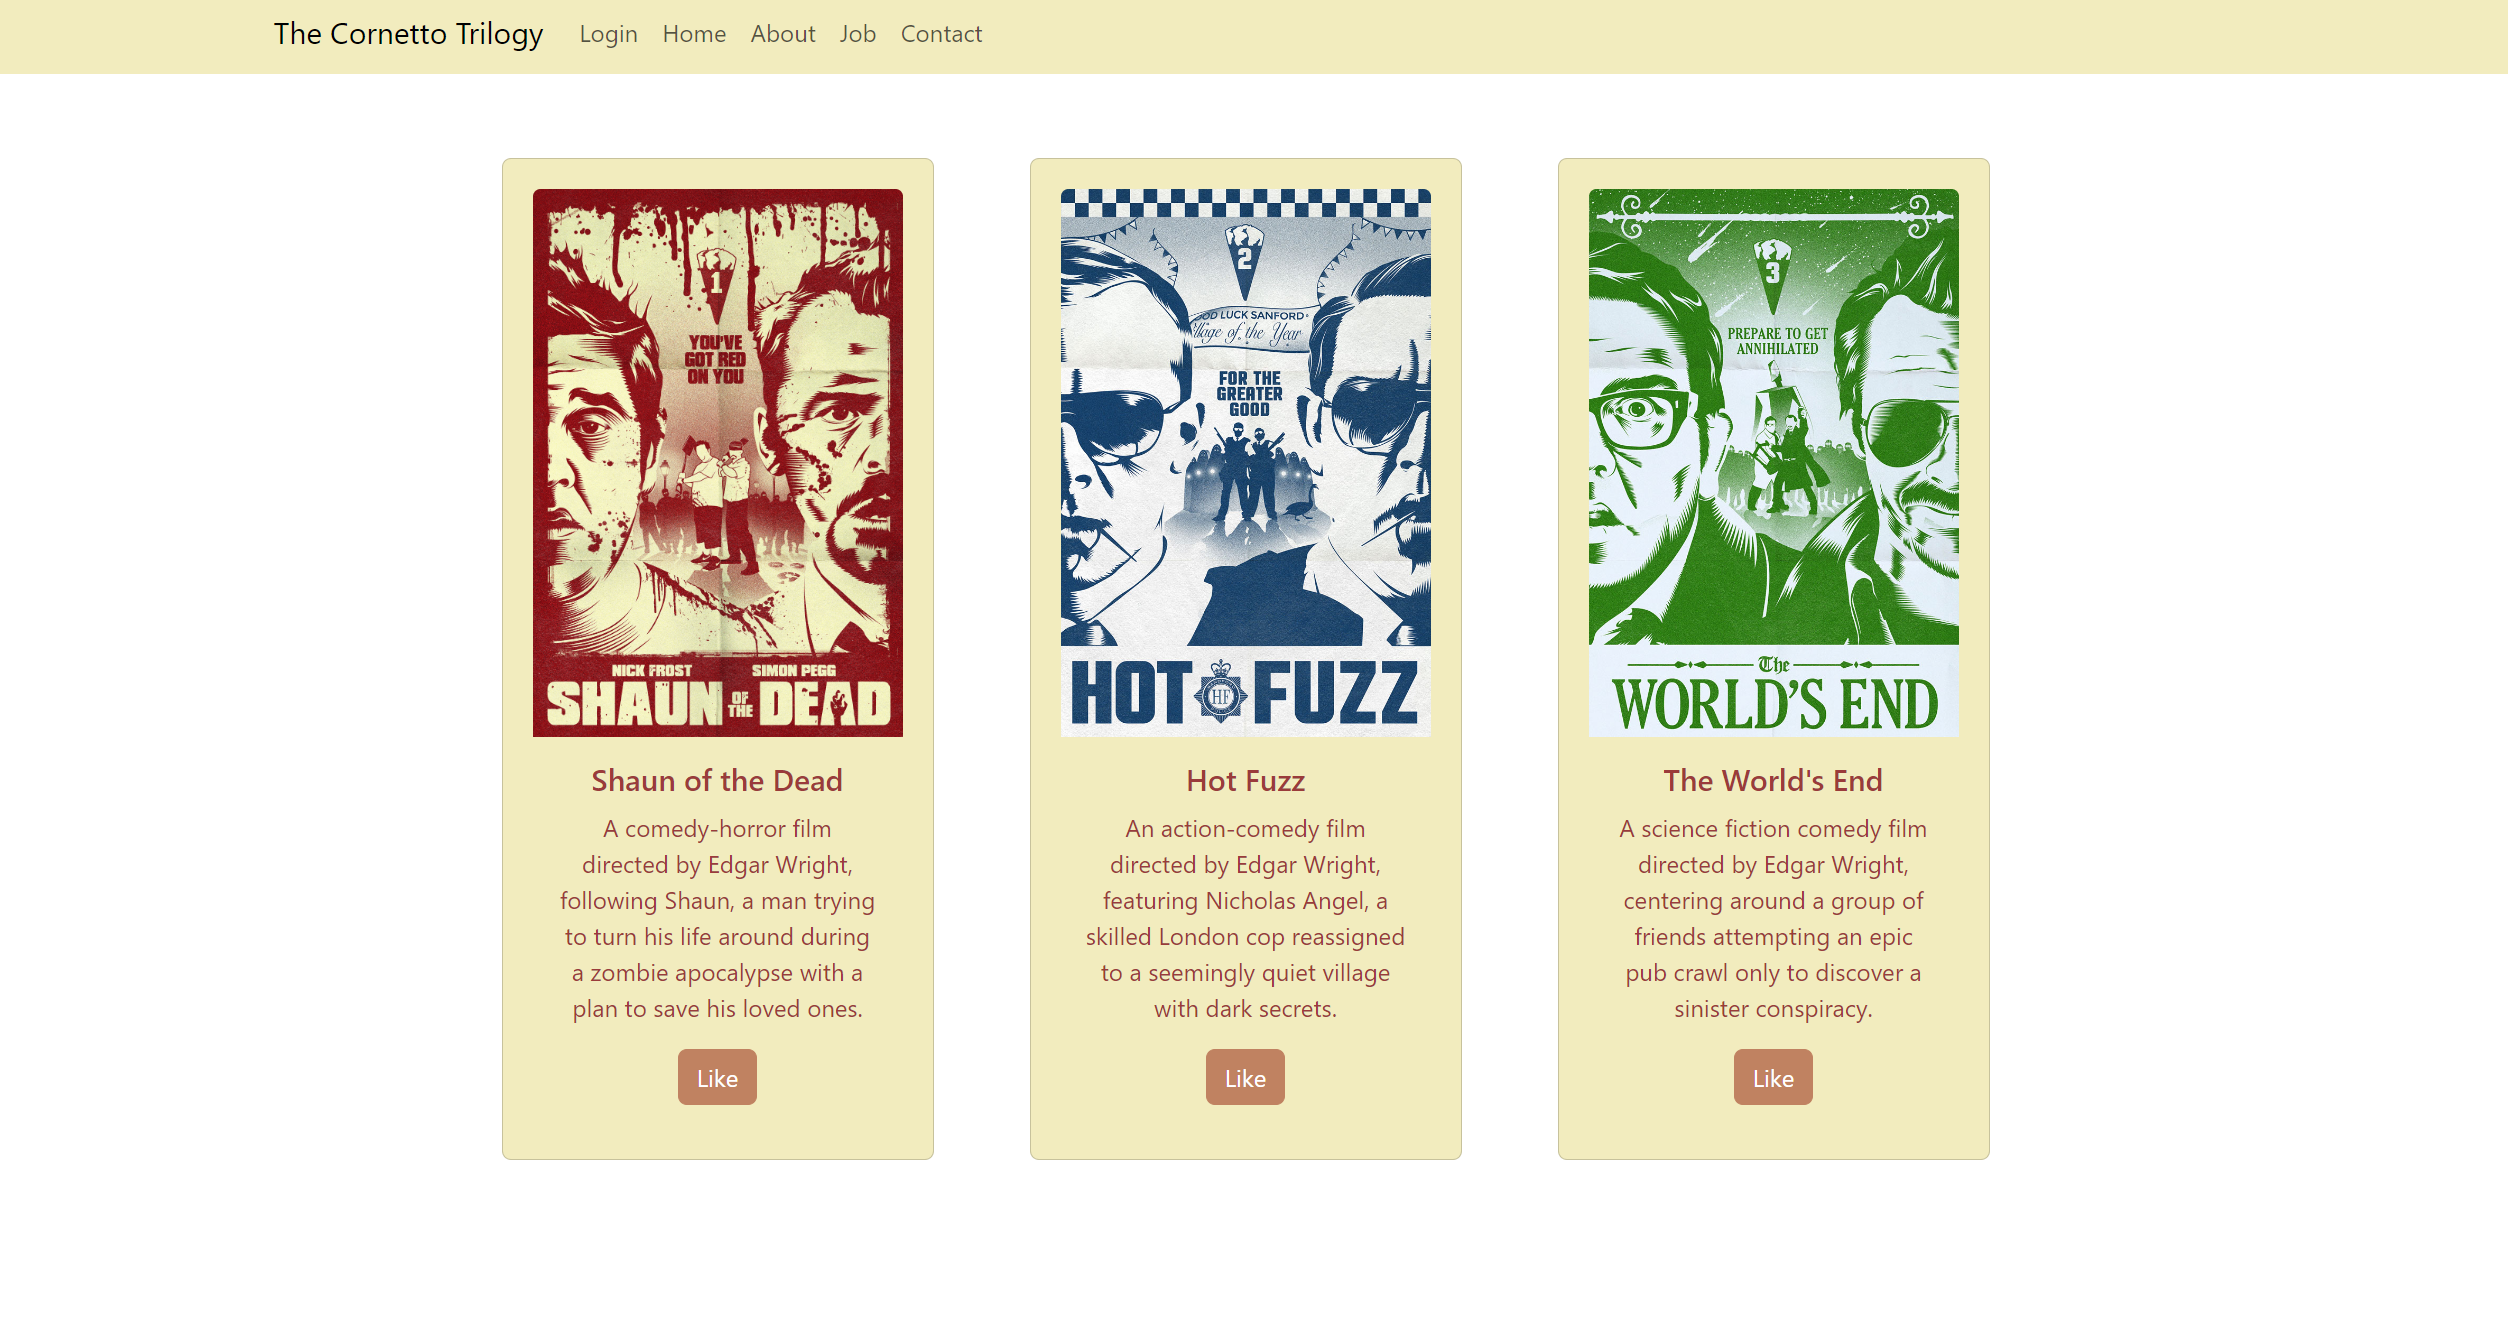 The Cornetto Trilogy Login Home About Job Contact
1
YOU'VE
GOT RED
ON YOU
NICK FROST SIMON PEGG
SHAUN OF THE DEAD
Shaun of the Dead
A comedy-horror film
directed by Edgar Wright,
following Shaun, a man trying
to turn his life around during
a zombie apocalypse with a
plan to save his loved ones.
Like
2
OOD LUCK SANFORD
llage of the Year
FOR THE
GREATER
GOOD
HOT HF FUZZ
Hot Fuzz
An action-comedy film
directed by Edgar Wright,
featuring Nicholas Angel, a
skilled London cop reassigned
to a seemingly quiet village
with dark secrets.
Like
3
PREPARE TO GET
ANNIHILATED
The
WORLD'S END
The World's End
A science fiction comedy film
directed by Edgar Wright,
centering around a group of
friends attempting an epic
pub crawl only to discover a
sinister conspiracy.
Like